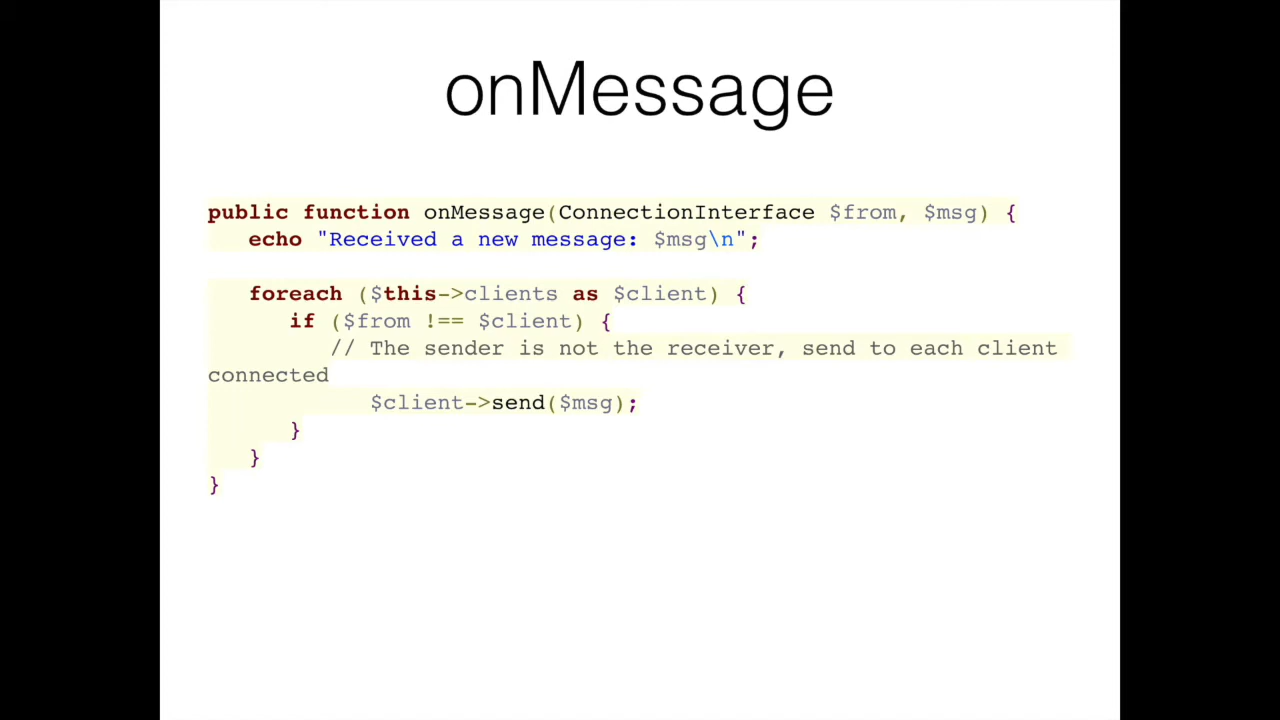 onMessage
public function onMessage(ConnectionInterface $from, $msg) {
   echo "Received a new message: $msg\n";
   foreach ($this->clients as $client) {
      if ($from !== $client) {
         // The sender is not the receiver, send to each client
connected
            $client->send($msg);
      }
   }
}